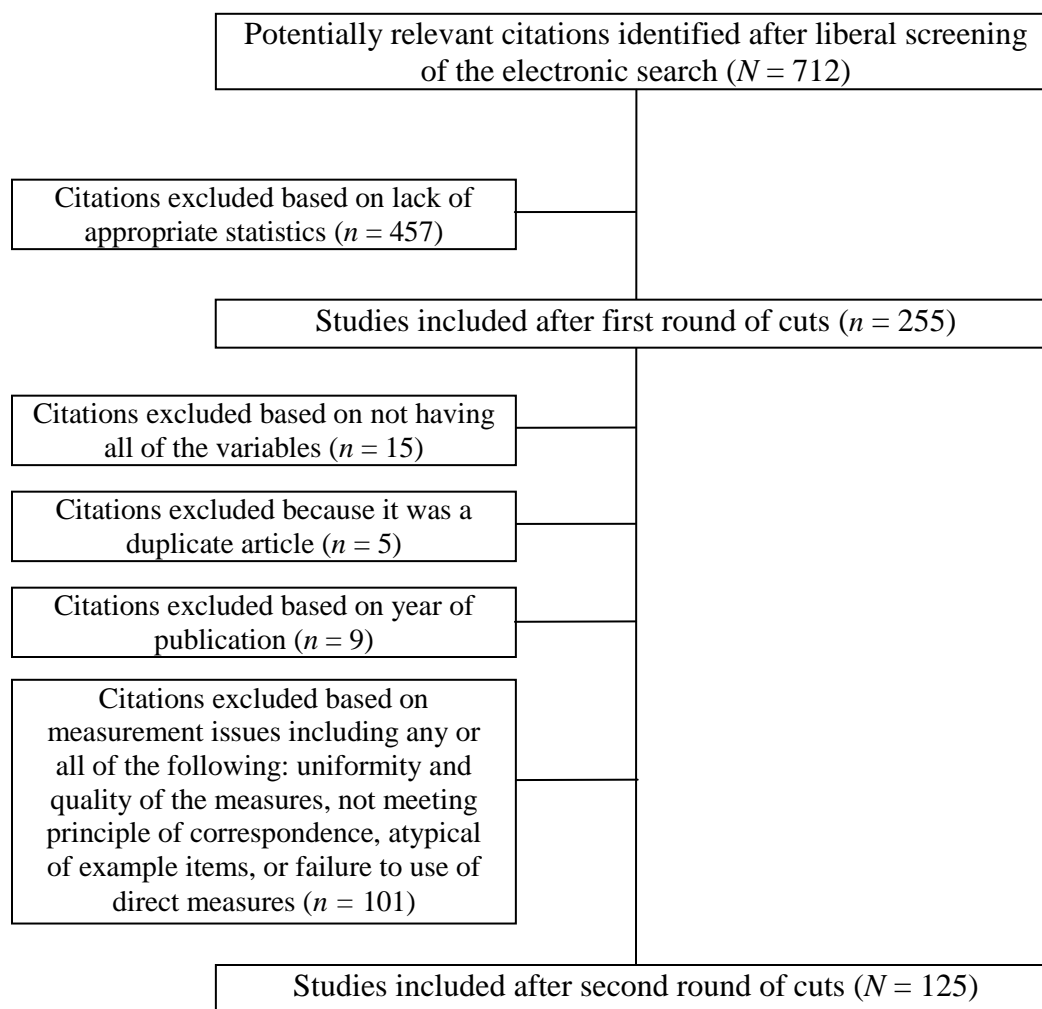 Potentially relevant citations identified after liberal screening
of the electronic search (N = 712)
Citations excluded based on lack of
appropriate statistics (n = 457)
Studies included after first round of cuts (n = 255)
Citations excluded based on not having
all of the variables (n = 15)
Citations excluded because it was a
duplicate article (n = 5)
Citations excluded based on year of
publication (n = 9)
Citations excluded based on
measurement issues including any or
all of the following: uniformity and
quality of the measures, not meeting
principle of correspondence, atypical
of example items, or failure to use of
direct measures (n = 101)
Studies included after second round of cuts (N = 125)